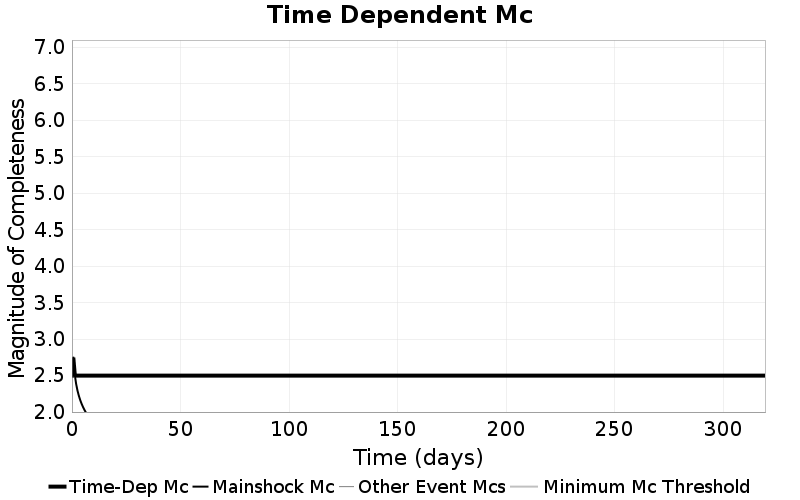 Time Dependent Mc
Magnitude of Completeness
7.0
6.5
6.0
5.5
5.0
4.5
4.0
3.5
3.0
2.5
2.0
0 50 100 150 200 250 300
Time (days)
Time-Dep Mc Mainshock Mc Other Event Mcs Minimum Mc Threshold